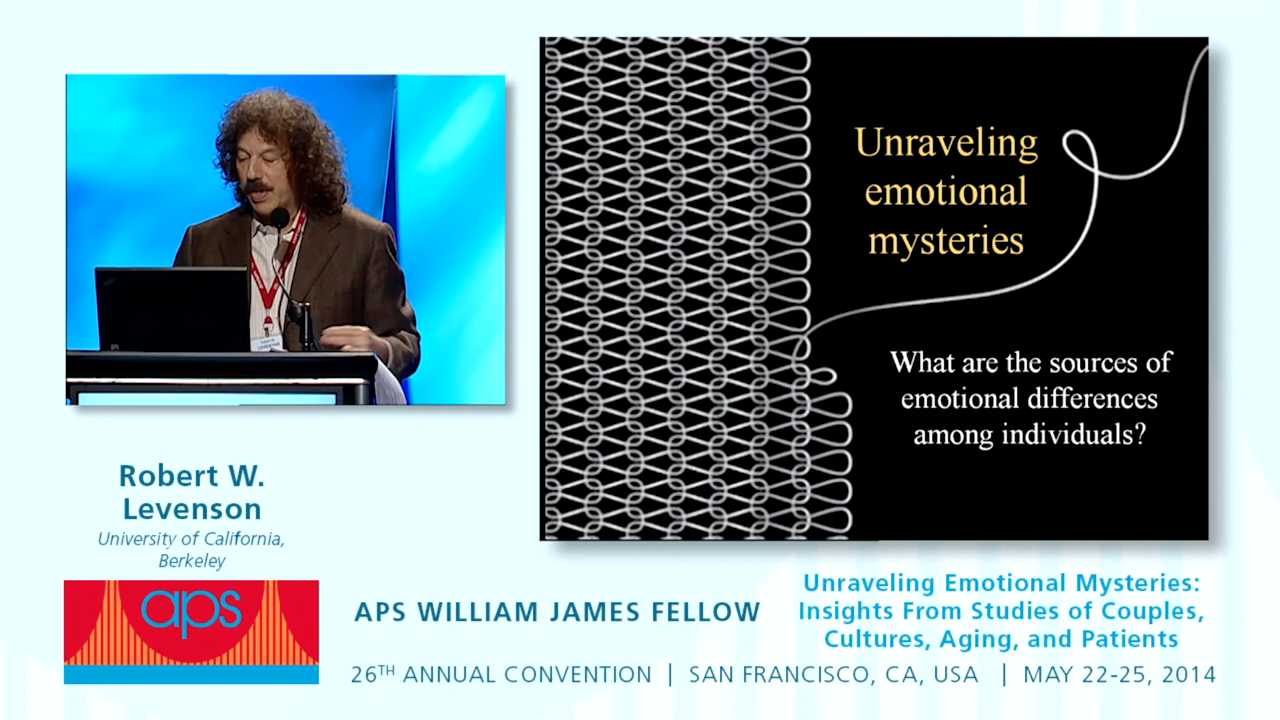 Unraveling
emotional
mysteries
What are the sources of
emotional differences
among individuals?
Robert W.
Levenson
University of California,
Berkeley
aps
APS WILLIAM JAMES FELLOW
Unraveling Emotional Mysteries:
Insights From Studies of Couples,
Cultures, Aging, and Patients
26TH ANNUAL CONVENTION | SAN FRANCISCO, CA, USA | MAY 22-25, 2014